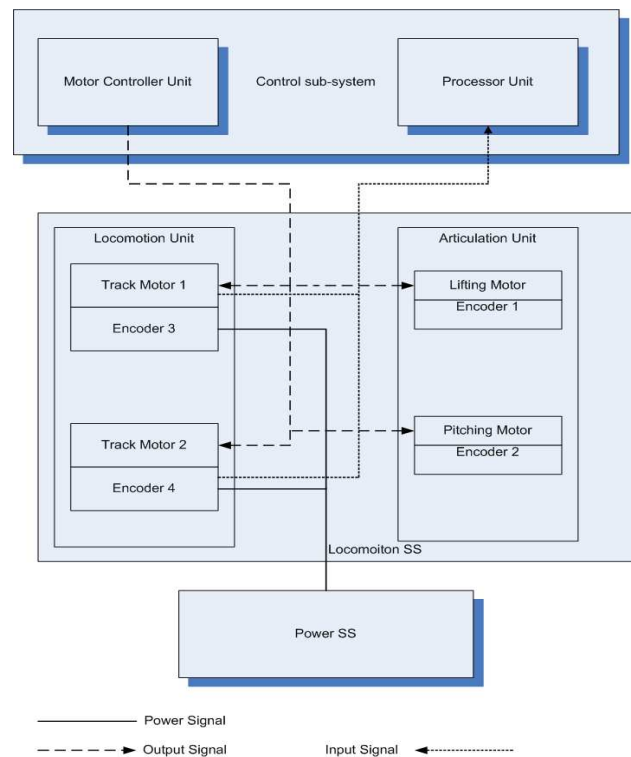 Motor Controller Unit
Control sub-system
Processor Unit
Locomotion Unit
Articulation Unit
Track Motor 1
Encoder 3
Lifting Motor
Encoder 1
Track Motor 2
Encoder 4
Pitching Motor
Encoder 2
Locomoiton SS
Power SS
Power Signal
Output Signal
Input Signal